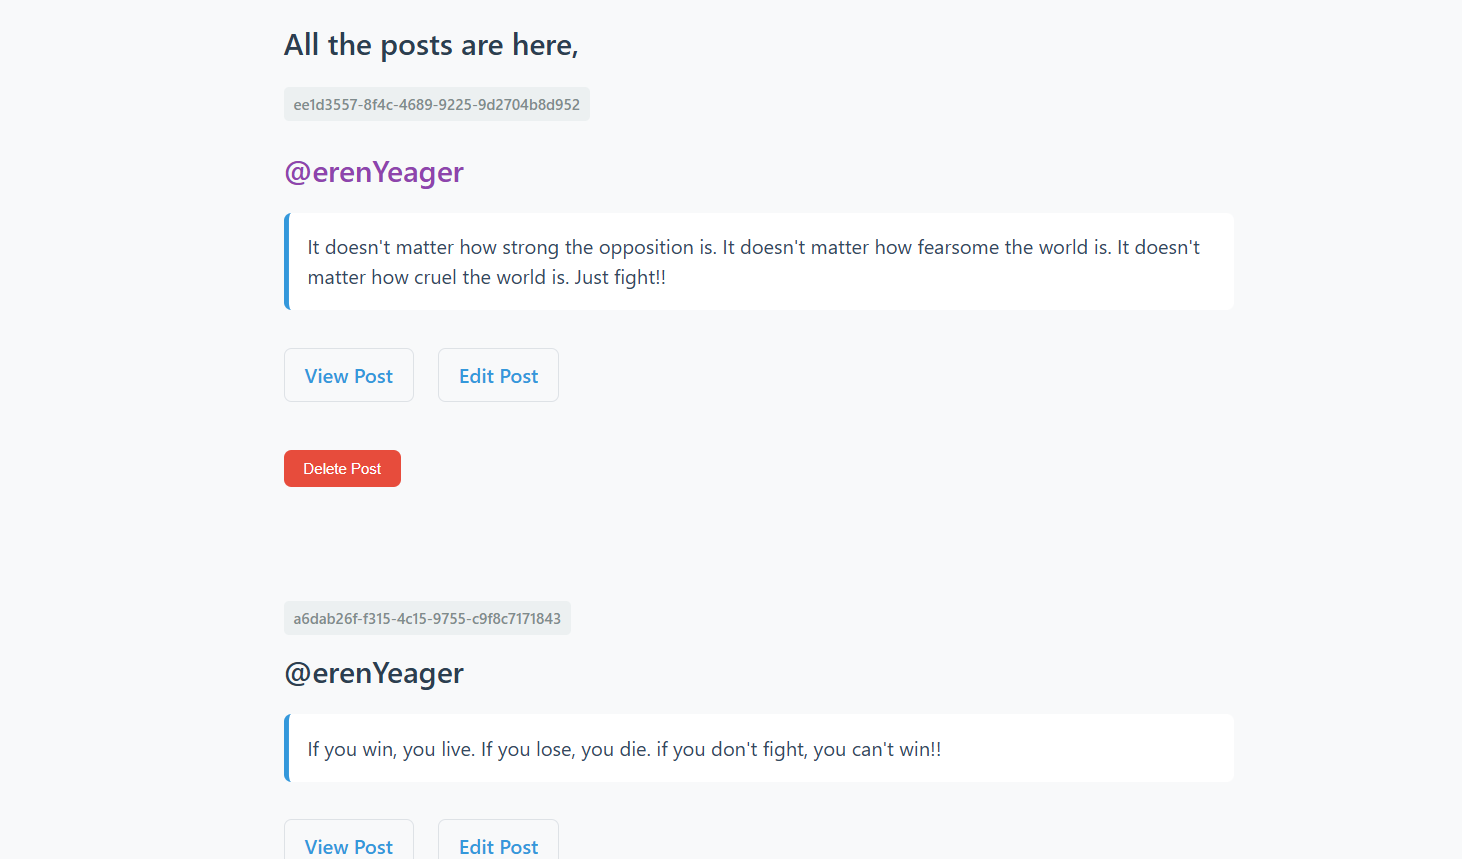 All the posts are here,
ee1d3557-8f4c-4689-9225-9d2704b8d952
@erenYeager
It doesn't matter how strong the opposition is. It doesn't matter how fearsome the world is. It doesn't
matter how cruel the world is. Just fight!!
View Post Edit Post
Delete Post
a6dab26f-f315-4c15-9755-c9f8c7171843
@erenYeager
If you win, you live. If you lose, you die. if you don't fight, you can't win!!
View Post Edit Post